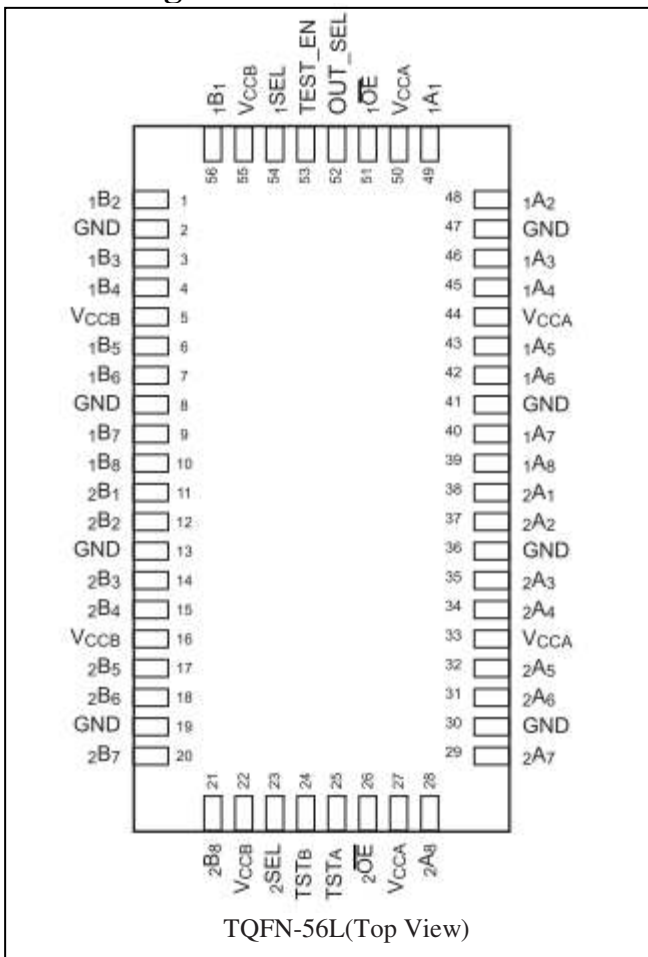 1B1 VCCB 1SEL TEST_EN OUT_SEL 1OE VCCA 1A1
56 55 54 53 52 51 50 49
1B2 1 48 1A2
GND 2 47 GND
1B3 3 46 1A3
1B4 4 45 1A4
VCCB 5 44 VCCA
1B5 6 43 1A5
1B6 7 42 1A6
GND 8 41 GND
1B7 9 40 1A7
1B8 10 39 1A8
2B1 11 38 2A1
2B2 12 37 2A2
GND 13 36 GND
2B3 14 35 2A3
2B4 15 34 2A4
VCCB 16 33 VCCA
2B5 17 32 2A5
2B6 18 31 2A6
GND 19 30 GND
2B7 20 29 2A7
21 22 23 24 25 26 27 28
2B8 VCCB 2SEL TSTB TSTA 2OE VCCA 2A8
TQFN-56L(Top View)